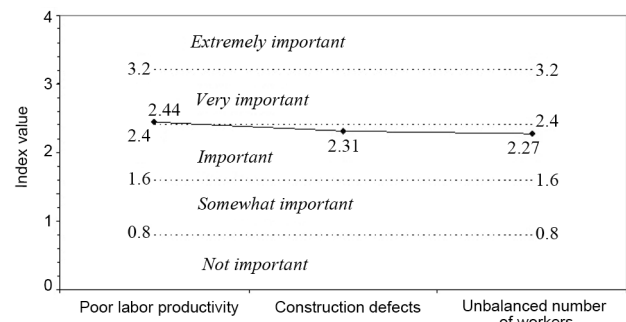 4
Extremely important
3.2 3.2
3
Very important
2.44
2.4
2.4
2.31
2.27
Index value
2
Important
1.6 1.6
Somewhat important
1
0.8 0.8
Not important
0
Poor labor productivity Construction defects Unbalanced number
of workers